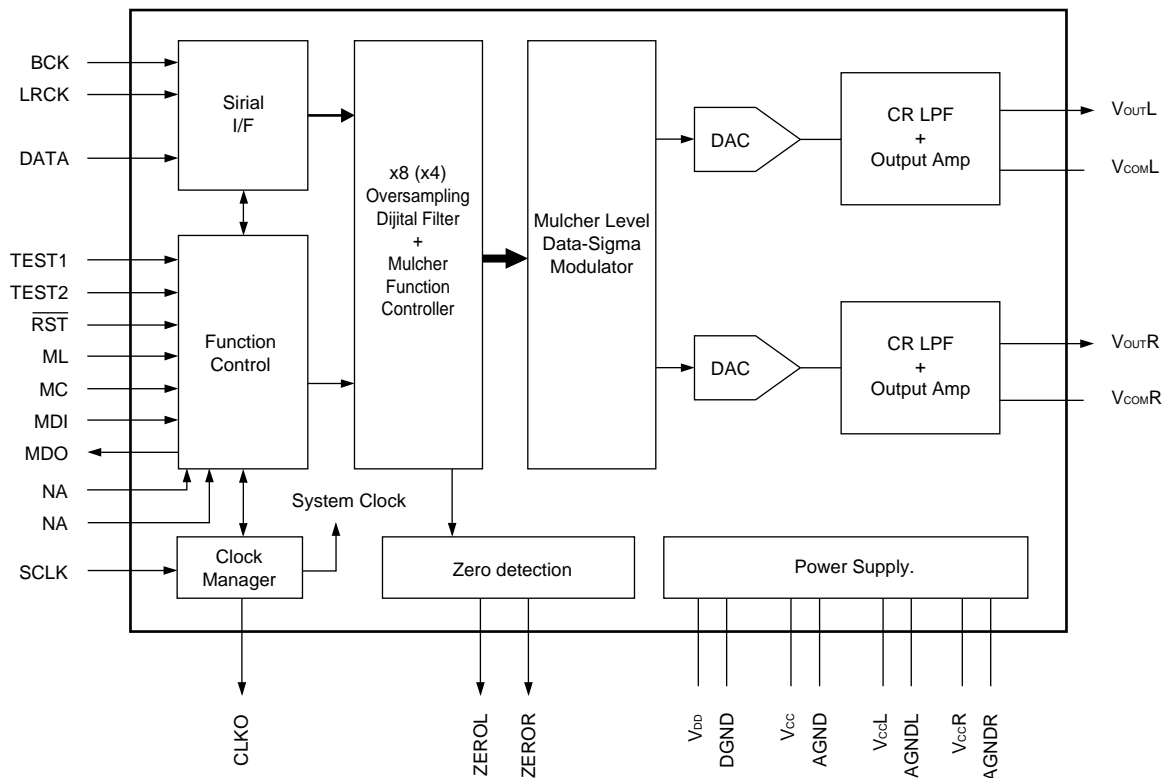 BCK
LRCK
DATA
TEST1
TEST2
RST
ML
MC
MDI
MDO
NA
NA
SCLK
Sirial
I/F
Function
Control
Clock
Manager
System Clock
x8 (x4)
Oversampling
Dijital Filter
+
Mulcher
Function
Controller
Mulcher Level
Data-Sigma
Modulator
DAC
DAC
CR LPF
+
Output Amp
CR LPF
+
Output Amp
VOUTL
VCOML
VOUTR
VCOMR
Zero detection
Power Supply.
CLKO
ZEROL
ZEROR
VDD
DGND
VCC
AGND
VCCL
AGNDL
VCCR
AGNDR